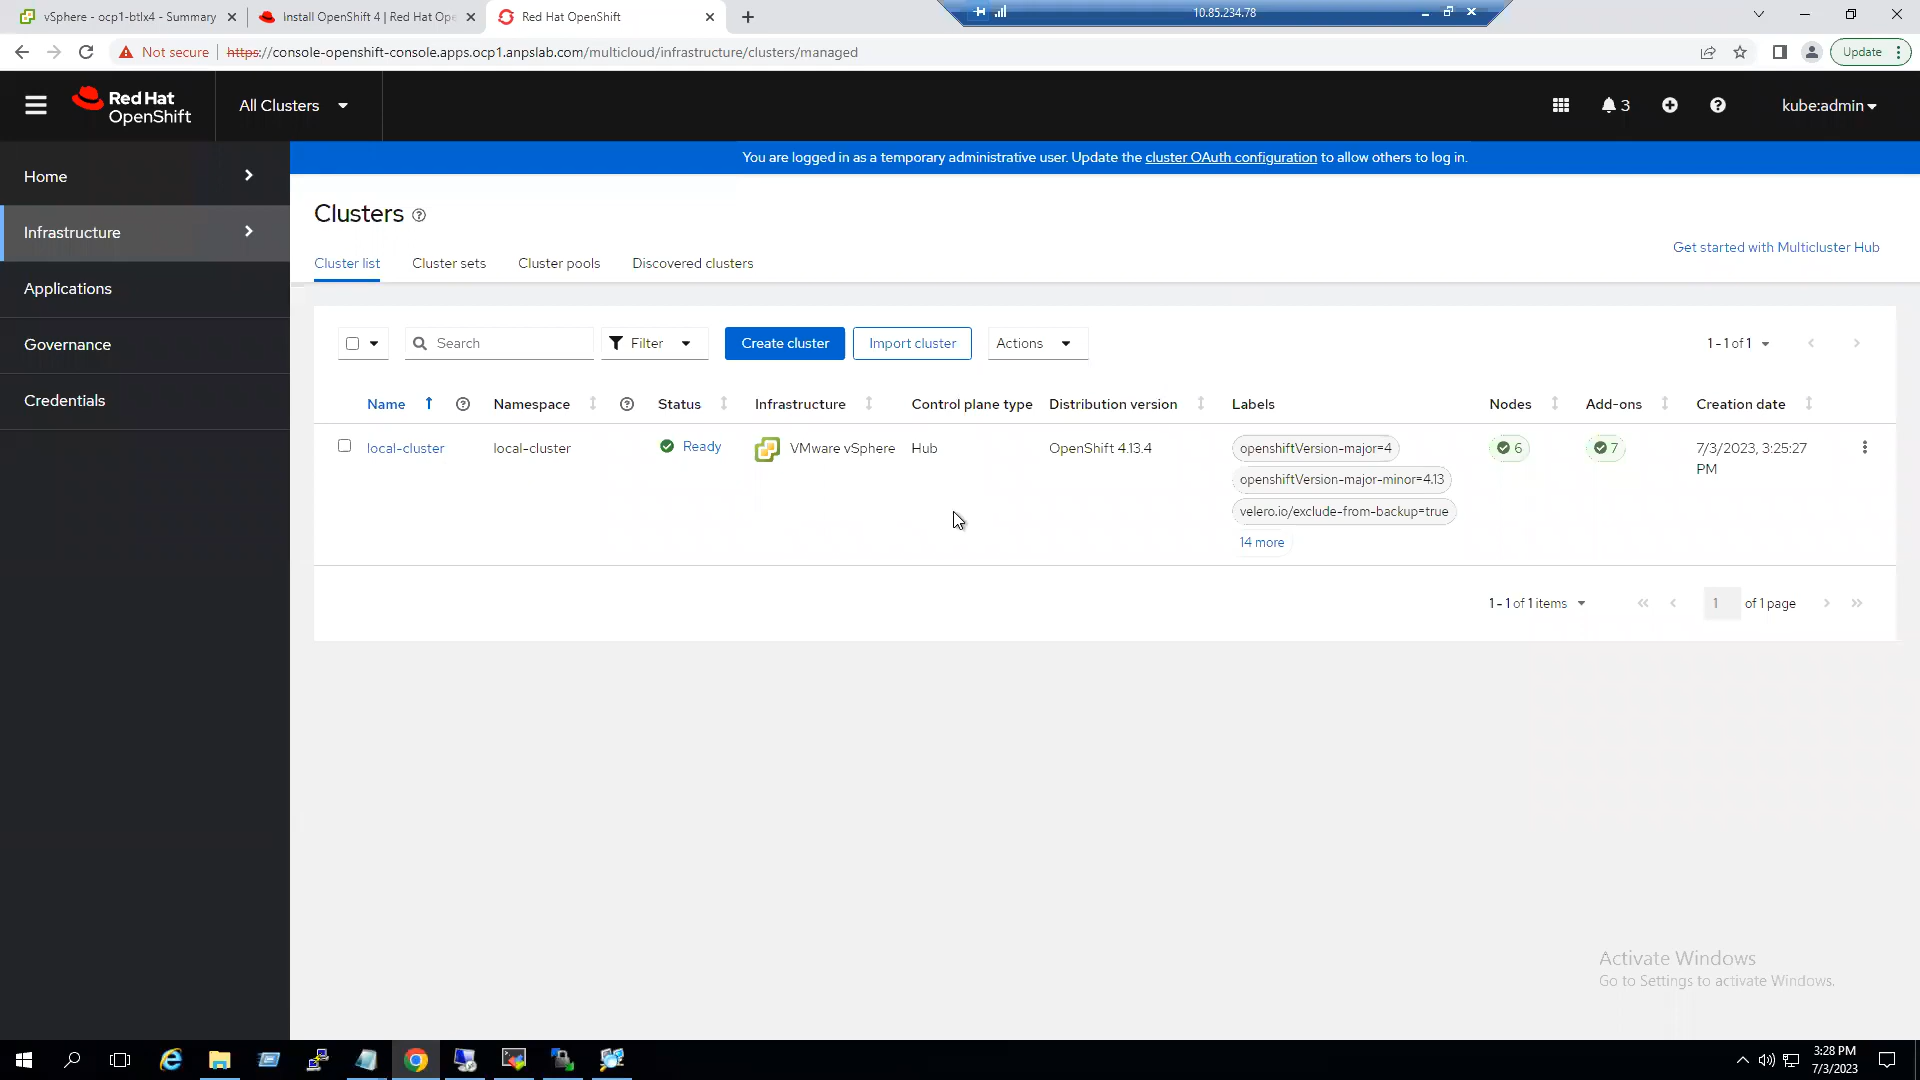 vSphere - ocp1-btlx4 - Summary
Install OpenShift 4 | Red Hat Ope
Red Hat OpenShift
10.85.234.78
Not secure
https://console-openshift-console.apps.ocp1.anpslab.com/multicloud/infrastructure/clusters/managed
Update
Red Hat
OpenShift
All Clusters
3
kube:admin
You are logged in as a temporary administrative user. Update the cluster OAuth configuration to allow others to log in.
Home
Infrastructure
Applications
Governance
Credentials
Clusters
Get started with Multicluster Hub
Cluster list
Cluster sets
Cluster pools
Discovered clusters
Search
Filter
Create cluster
Import cluster
Actions
1 - 1 of 1
Name
Namespace
Status
Infrastructure
Control plane type
Distribution version
Labels
Nodes
Add-ons
Creation date
local-cluster
local-cluster
Ready
VMware vSphere
Hub
OpenShift 4.13.4
openshiftVersion-major=4
openshiftVersion-major-minor=4.13
velero.io/exclude-from-backup=true
14 more
6
7
7/3/2023, 3:25:27
PM
1 - 1 of 1 items
1
of 1 page
Activate Windows
Go to Settings to activate Windows.
3:28 PM
7/3/2023